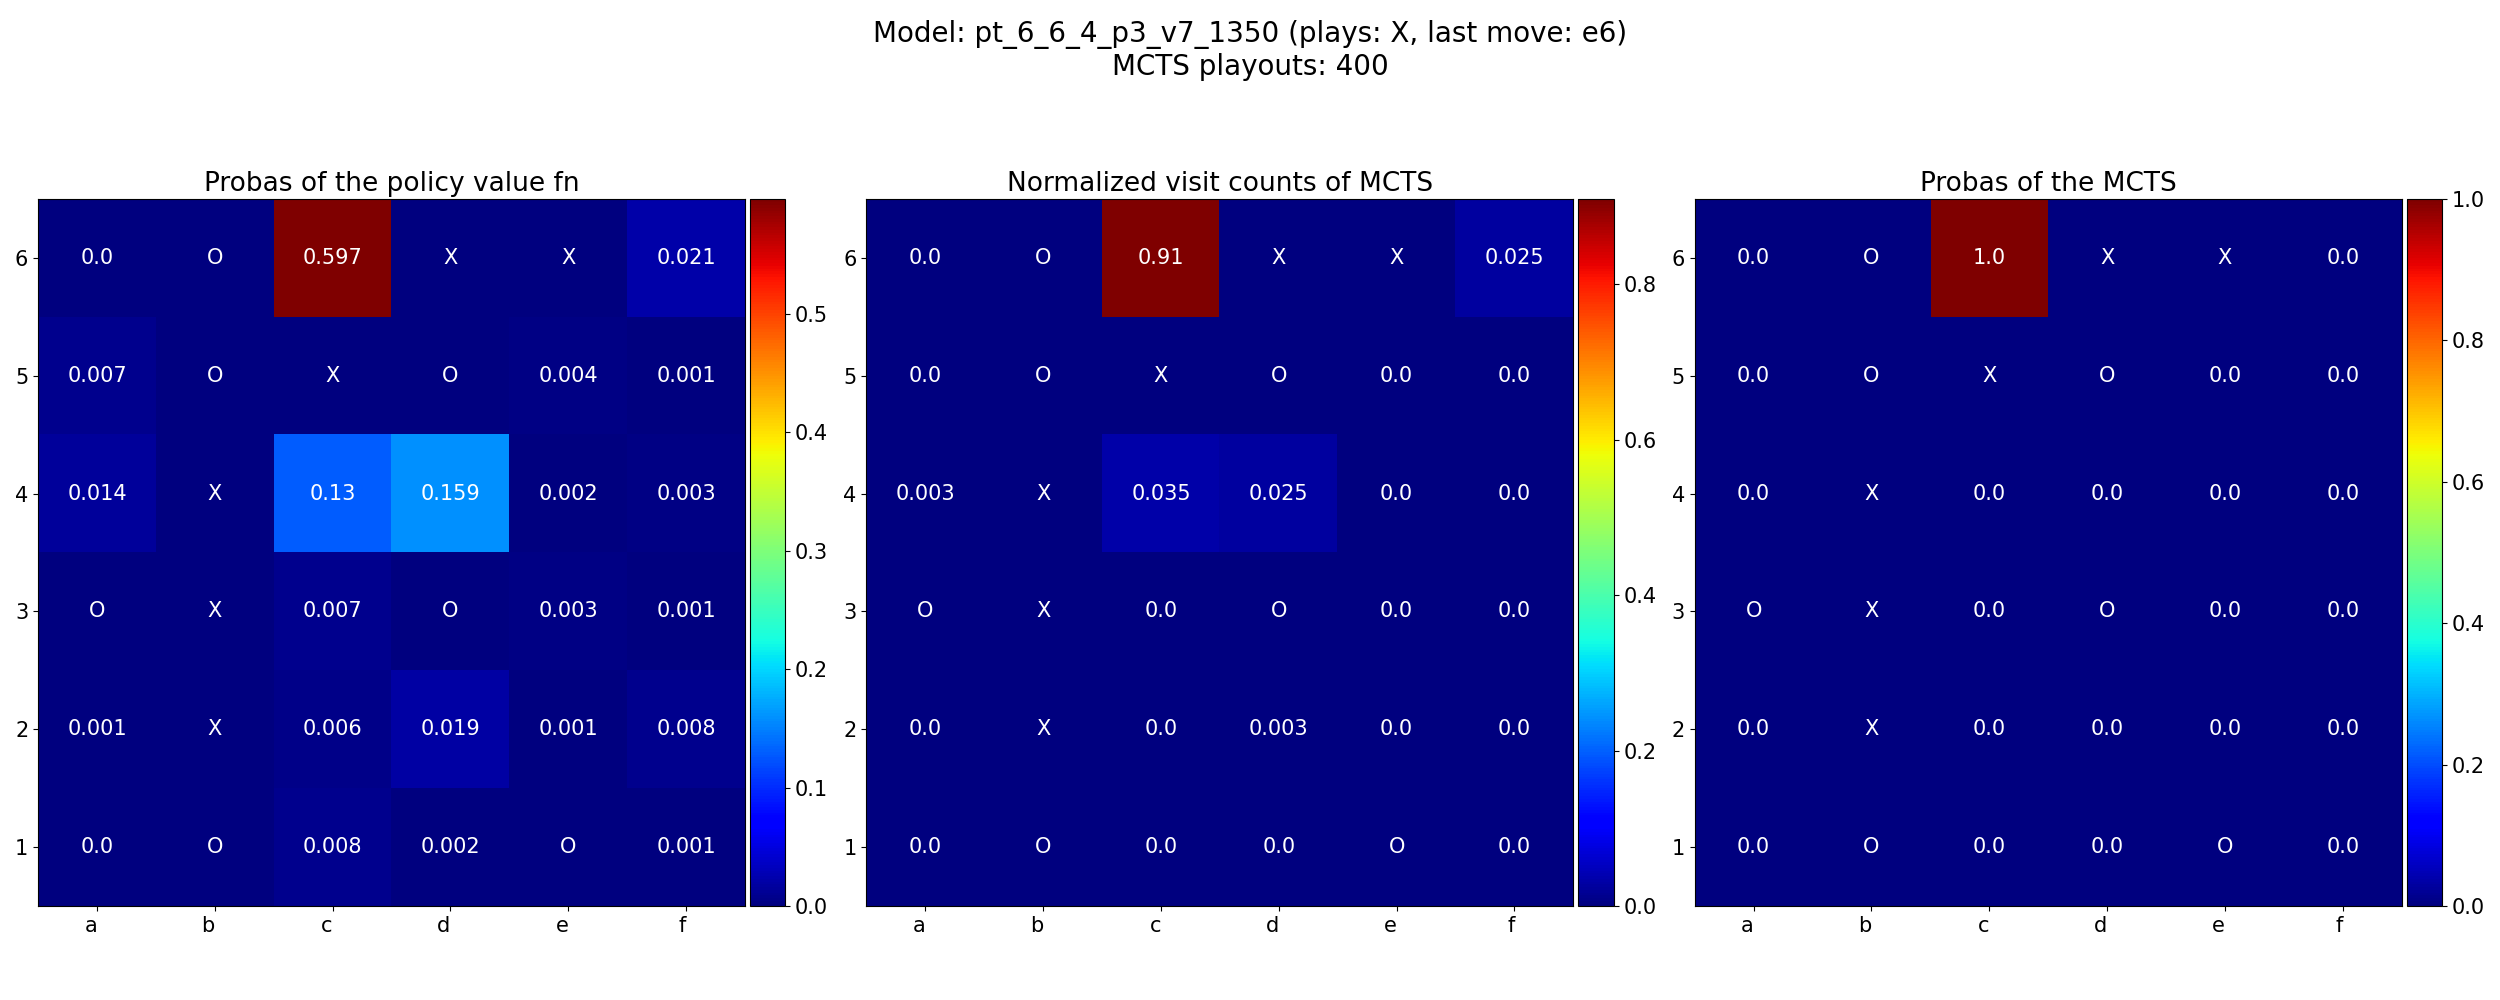 Model: pt_6_6_4_p3_v7_1350 (plays: X, last move: e6)
MCTS playouts: 400
Probas of the policy value fn
6 0.0 O 0.597 X X 0.021
5 0.007 O X O 0.004 0.001
4 0.014 X 0.13 0.159 0.002 0.003
3 O X 0.007 O 0.003 0.001
2 0.001 X 0.006 0.019 0.001 0.008
1 0.0 O 0.008 0.002 O 0.001
a b c d e f
0.5
0.4
0.3
0.2
0.1
0.0
Normalized visit counts of MCTS
6 0.0 O 0.91 X X 0.025
5 0.0 O X O 0.0 0.0
4 0.003 X 0.035 0.025 0.0 0.0
3 O X 0.0 O 0.0 0.0
2 0.0 X 0.0 0.003 0.0 0.0
1 0.0 O 0.0 0.0 O 0.0
a b c d e f
0.8
0.6
0.4
0.2
0.0
Probas of the MCTS
6 0.0 O 1.0 X X 0.0
5 0.0 O X O 0.0 0.0
4 0.0 X 0.0 0.0 0.0 0.0
3 O X 0.0 O 0.0 0.0
2 0.0 X 0.0 0.0 0.0 0.0
1 0.0 O 0.0 0.0 O 0.0
a b c d e f
1.0
0.8
0.6
0.4
0.2
0.0